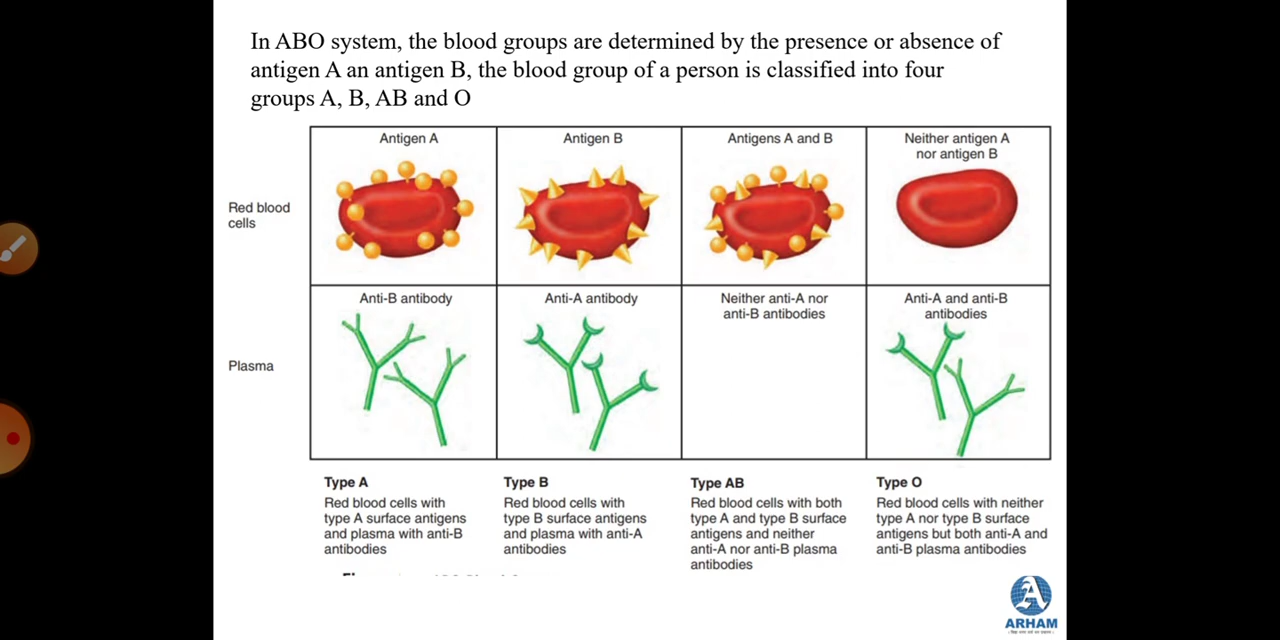 In ABO system, the blood groups are determined by the presence or absence of
antigen A an antigen B, the blood group of a person is classified into four
groups A, B, AB and O
Antigen A
Antigen B
Antigens A and B
Neither antigen A
nor antigen B
Red blood
cells
Anti-B antibody
Anti-A antibody
Neither anti-A nor
anti-B antibodies
Anti-A and anti-B
antibodies
Plasma
Type A
Red blood cells with
type A surface antigens
and plasma with anti-B
antibodies
Type B
Red blood cells with
type B surface antigens
and plasma with anti-A
antibodies
Type AB
Red blood cells with both
type A and type B surface
antigens and neither
anti-A nor anti-B plasma
antibodies
Type O
Red blood cells with neither
type A nor type B surface
antigens but both anti-A and
anti-B plasma antibodies
A
ARHAM